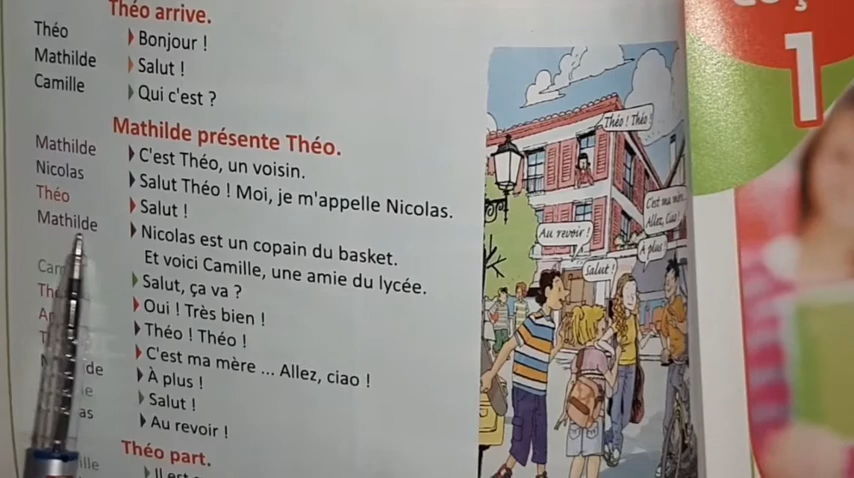 Théo arrive.
Théo Bonjour !
Mathilde Salut !
Camille Qui c'est ?
Mathilde présente Théo.
Mathilde C'est Théo, un voisin.
Nicolas Salut Théo ! Moi, je m'appelle Nicolas.
Théo Salut !
Mathilde Nicolas est un copain du basket.
Et voici Camille, une amie du lycée.
Salut, ça va ?
Oui ! Très bien !
Théo ! Théo !
C'est ma mère ... Allez, ciao !
À plus !
Salut !
Au revoir !
Théo part.
Théo ! Théo !
C'est ma mère..
Allez, Ciao !
Au revoir !
À plus !
Salut !
1